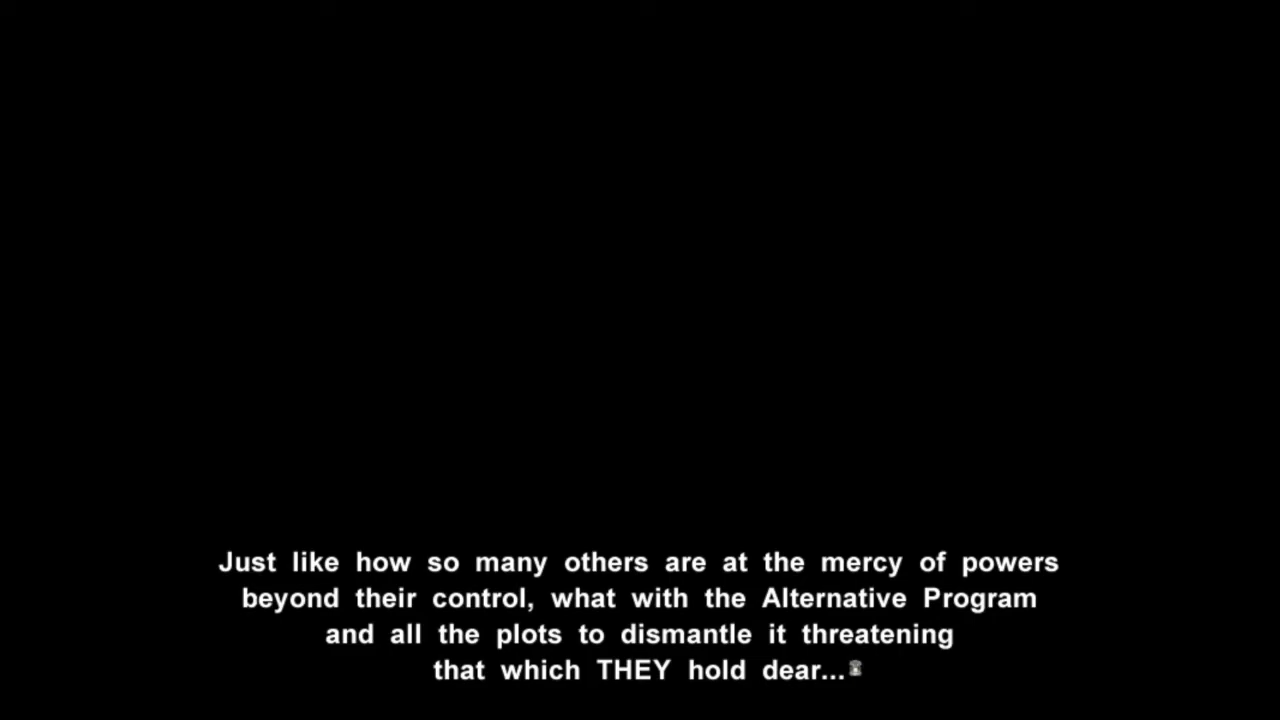 Just like how so many others are at the mercy of powers
beyond their control, what with the Alternative Program
and all the plots to dismantle it threatening
that which THEY hold dear...